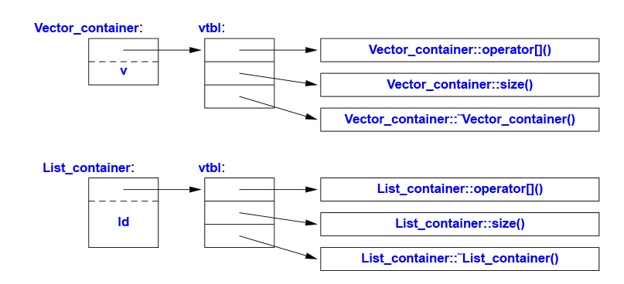 Vector_container: vtbl:
Vector_container::operator[]()
v
Vector_container::size()
Vector_container::˜Vector_container()
List_container: vtbl:
List_container::operator[]()
ld
List_container::size()
List_container::˜List_container()